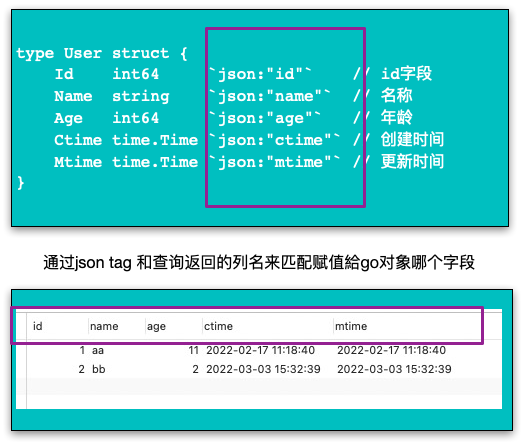 type User struct {
    Id    int64     `json:"id"`    // id字段
    Name  string    `json:"name"`  // 名称
    Age   int64     `json:"age"`   // 年龄
    Ctime time.Time `json:"ctime"` // 创建时间
    Mtime time.Time `json:"mtime"` // 更新时间
}
通过json tag 和查询返回的列名来匹配赋值給go对象哪个字段
id name age ctime mtime
1 aa 11 2022-02-17 11:18:40 2022-02-17 11:18:40
2 bb 2 2022-03-03 15:32:39 2022-03-03 15:32:39